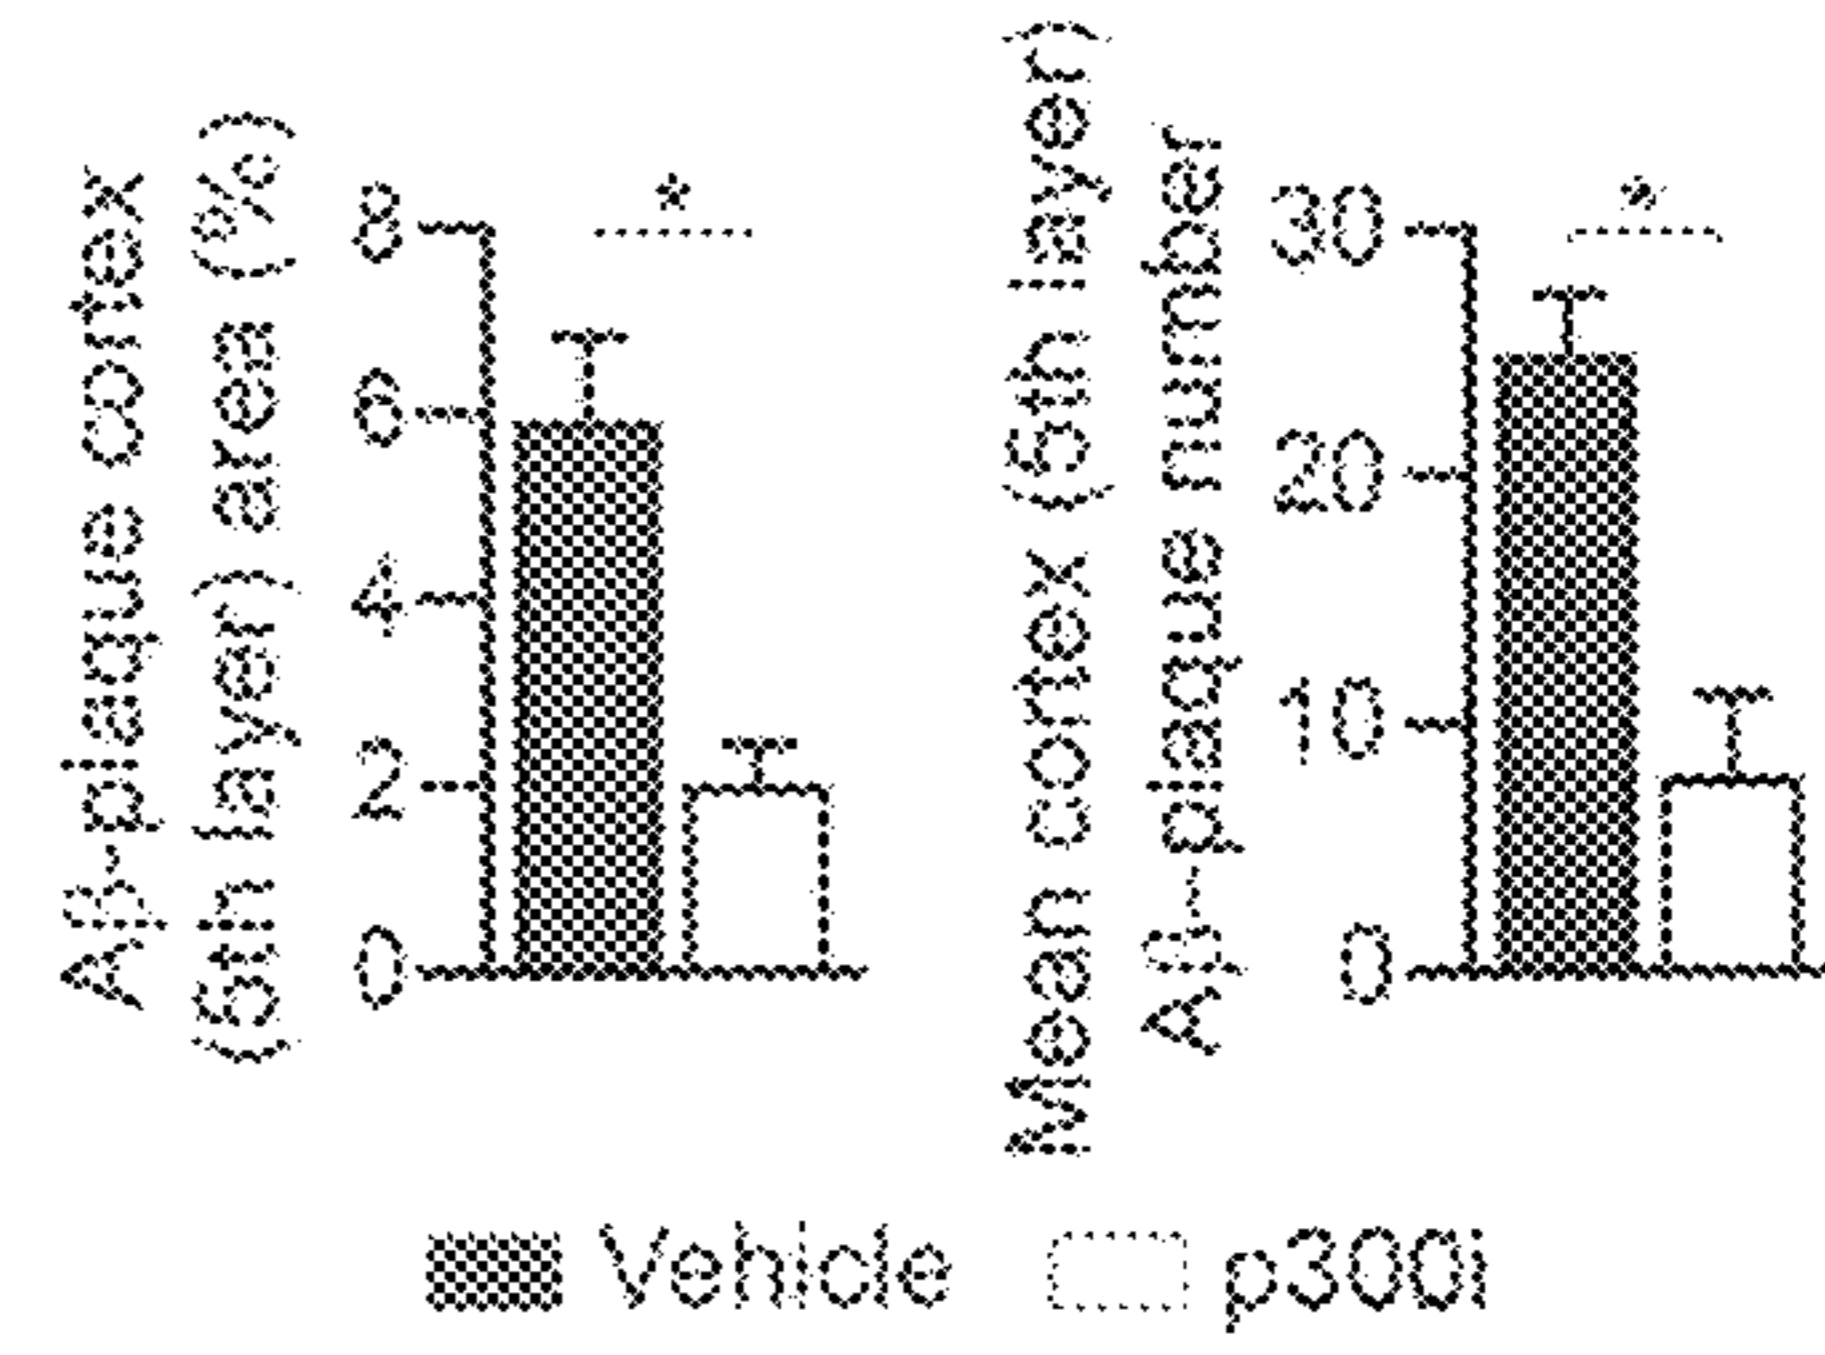 Aβ-plaque cortex
(5th layer) area (%)
8
6
4
2
0
*
Mean cortex (5th layer)
Aβ-plaque number
30
20
10
0
*
Vehicle
p300i